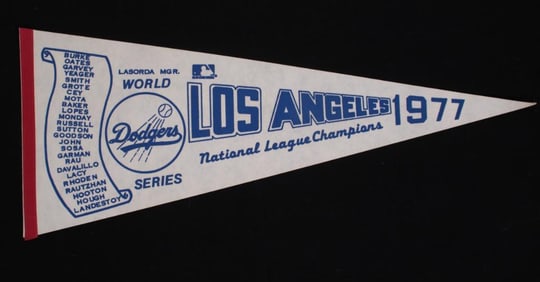 BURKE
OATES
GARVEY
YEAGER
SMITH
GROTE
CEY
MOTA
BAKER
LOPES
MONDAY
RUSSELL
SUTTON
GOODSON
JOHN
SOSA
GARMAN
RAU
DAVALILLO
LACY
RHODEN
RAUTZHAN
HOOTON
HOUGH
LANDESTOY
LASORDA MGR.
WORLD
Dodgers
SERIES
LOS ANGELES 1977
National League Champions